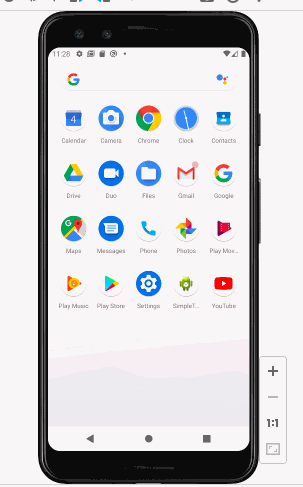 11:28
G
4
Calendar Camera Chrome Clock Contacts
Drive Duo Files Gmail Google
Maps Messages Phone Photos Play Mov...
Play Music Play Store Settings SimpleT... YouTube
1:1